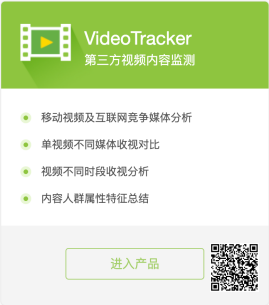 VideoTracker
第三方视频内容监测
移动视频及互联网竞争媒体分析
单视频不同媒体收视对比
视频不同时段收视分析
内容人群属性特征总结
进入产品